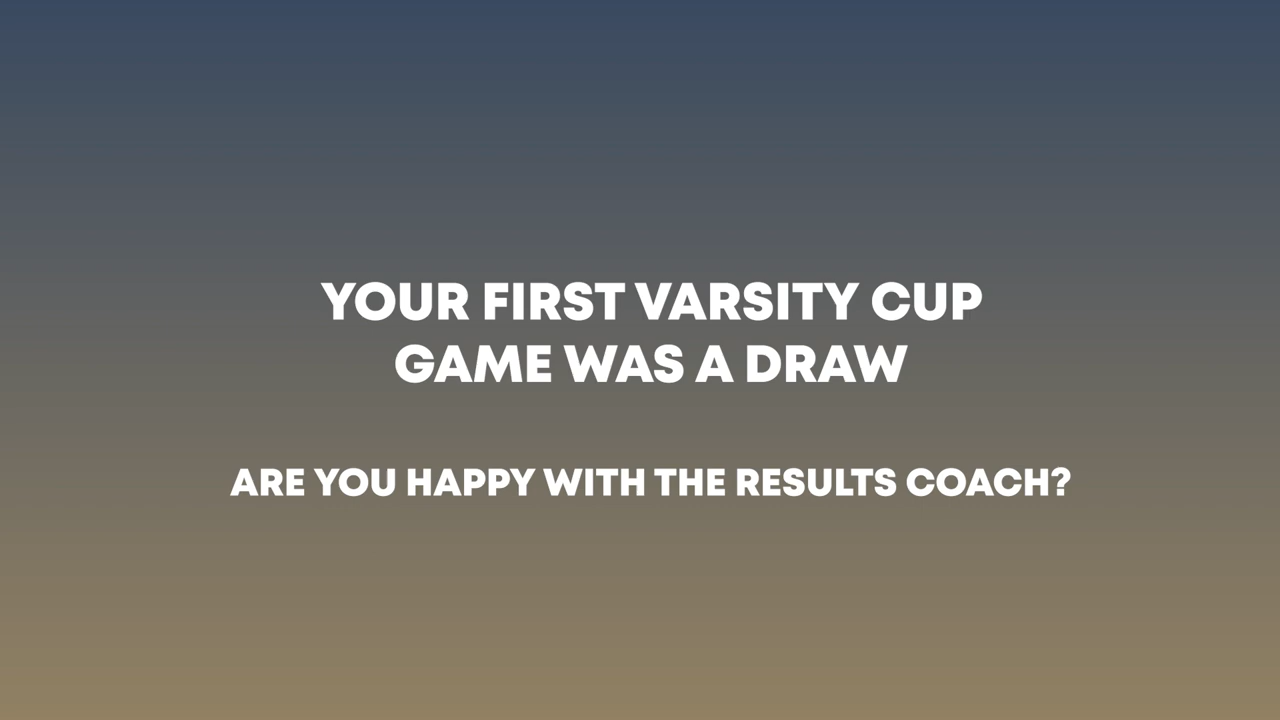 YOUR FIRST VARSITY CUP
GAME WAS A DRAW
ARE YOU HAPPY WITH THE RESULTS COACH?